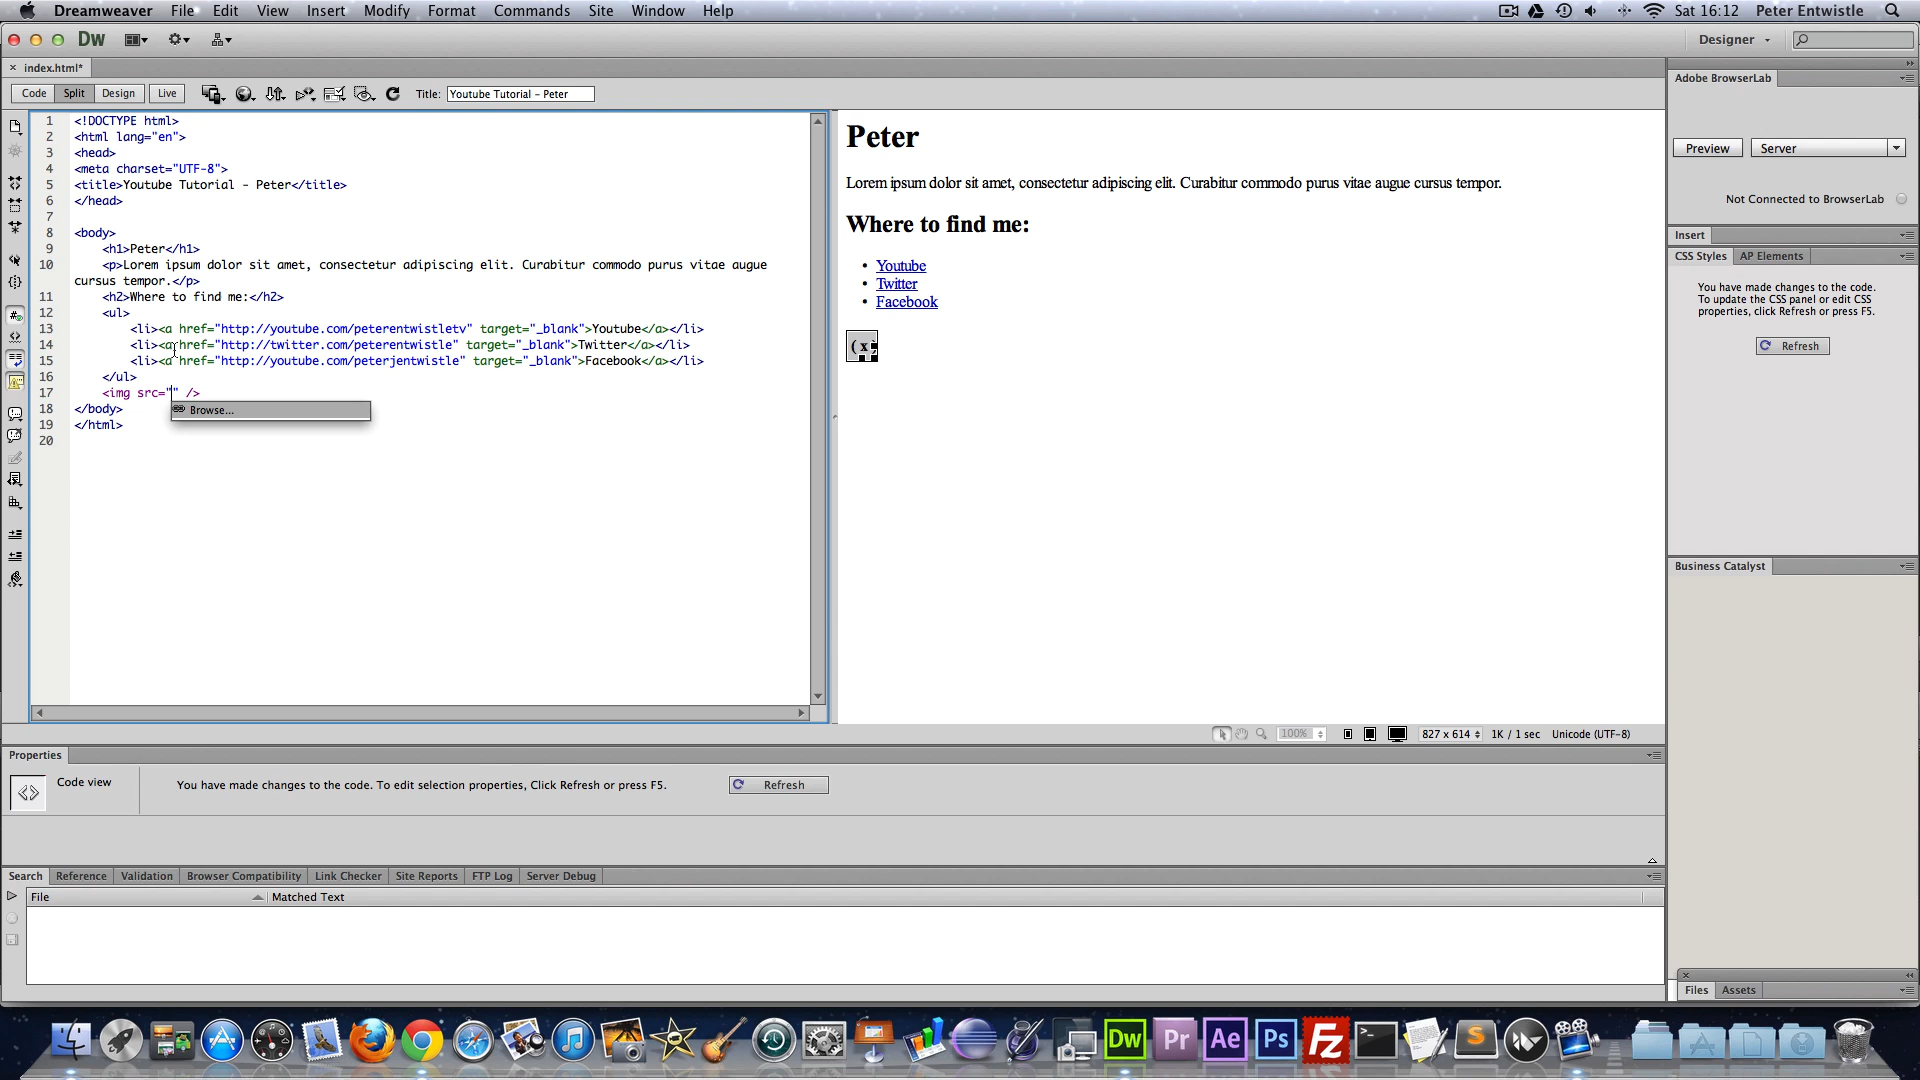 Dreamweaver File Edit View Insert Modify Format Commands Site Window Help Sat 16:12 Peter Entwistle
Dw Designer
index.html*
Code Split Design Live Title: Youtube Tutorial - Peter
1 <!DOCTYPE html>
2 <html lang="en">
3 <head>
4 <meta charset="UTF-8">
5 <title>Youtube Tutorial - Peter</title>
6 </head>
7
8 <body>
9 <h1>Peter</h1>
10 <p>Lorem ipsum dolor sit amet, consectetur adipiscing elit. Curabitur commodo purus vitae augue
cursus tempor.</p>
11 <h2>Where to find me:</h2>
12 <ul>
13 <li><a href="http://youtube.com/peterentwistletv" target="_blank">Youtube</a></li>
14 <li><a href="http://twitter.com/peterentwistle" target="_blank">Twitter</a></li>
15 <li><a href="http://youtube.com/peterjentwistle" target="_blank">Facebook</a></li>
16 </ul>
17 <img src="" />
Browse...
18 </body>
19 </html>
20
Peter
Lorem ipsum dolor sit amet, consectetur adipiscing elit. Curabitur commodo purus vitae augue cursus tempor.
Where to find me:
• Youtube
• Twitter
• Facebook
Adobe BrowserLab
Preview Server
Not Connected to BrowserLab
Insert
CSS Styles AP Elements
You have made changes to the code.
To update the CSS panel or edit CSS
properties, click Refresh or press F5.
Refresh
Business Catalyst
Files Assets
100% 827 x 614 1K / 1 sec Unicode (UTF-8)
Properties
Code view You have made changes to the code. To edit selection properties, Click Refresh or press F5. Refresh
Search Reference Validation Browser Compatibility Link Checker Site Reports FTP Log Server Debug
File Matched Text
Dw Pr Ae Ps Fz S